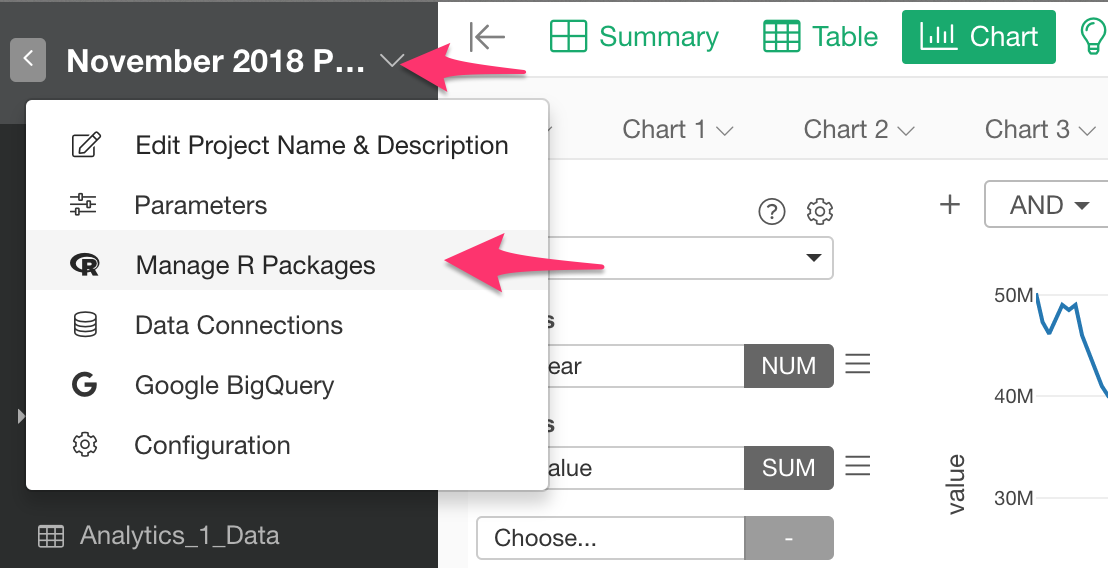 November 2018 P...
Summary
Table
Chart
Edit Project Name & Description
Parameters
Manage R Packages
Data Connections
Google BigQuery
Configuration
Analytics_1_Data
Chart 1
Chart 2
Chart 3
?
+
AND
s
ear
NUM
s
alue
SUM
Choose...
-
50M
40M
30M
value